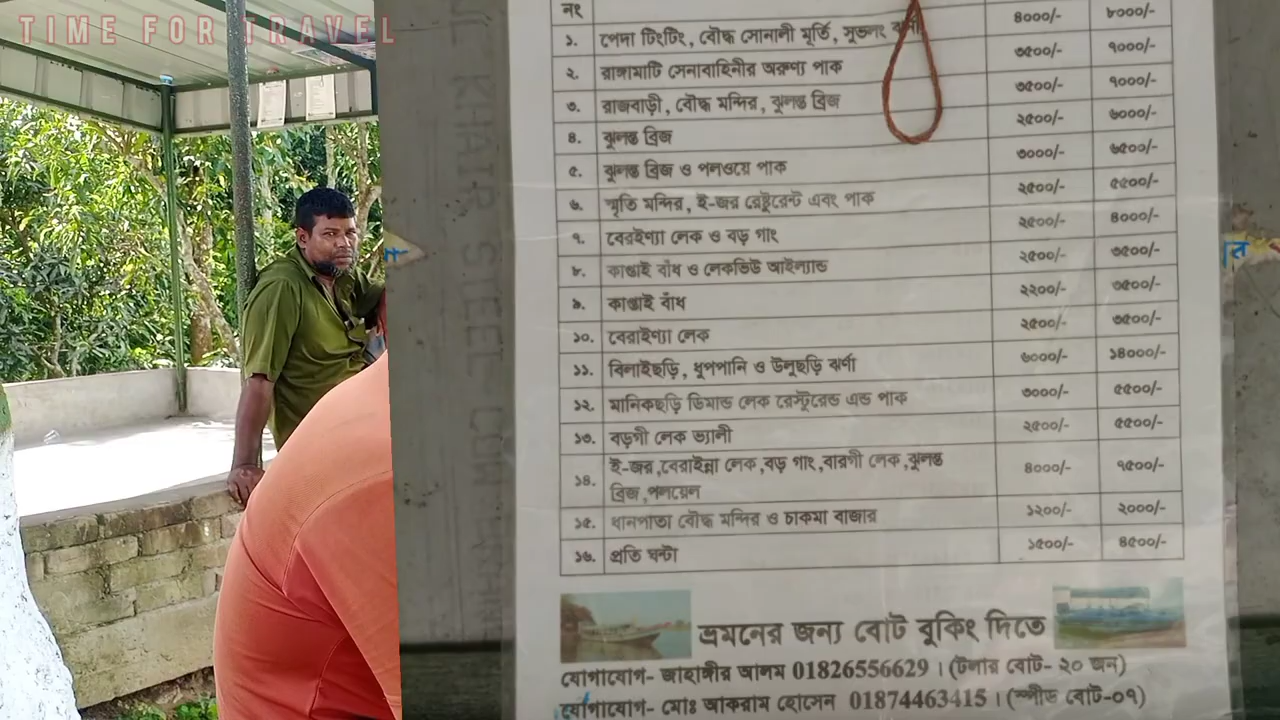 TIME FOR TRAVEL
নং
১. পেদা টিংটিং, বৌদ্ধ সোনালী মূর্তি, সুভলং ঝর্ণা ৪০০০/- ৮০০০/-
২. রাঙ্গামাটি সেনাবাহিনীর অরুণ্য পাক ৩৫০০/- ৭০০০/-
৩. রাজবাড়ী, বৌদ্ধ মন্দির, ঝুলন্ত ব্রিজ ৩৫০০/- ৭০০০/-
৪. ঝুলন্ত ব্রিজ ২৫০০/- ৬০০০/-
৫. ঝুলন্ত ব্রিজ ও পলওয়ে পাক ৩০০০/- ৬৫০০/-
৬. স্মৃতি মন্দির, ই-জর রেষ্টুরেন্ট এবং পাক ২৫০০/- ৫৫০০/-
৭. বেরইণ্যা লেক ও বড় গাং ২৫০০/- ৪০০০/-
৮. কাপ্তাই বাঁধ ও লেকভিউ আইল্যান্ড ২৫০০/- ৩৫০০/-
৯. কাপ্তাই বাঁধ ২২০০/- ৩৫০০/-
১০. বেরাইণ্যা লেক ২৫০০/- ৩৫০০/-
১১. বিলাইছড়ি, ধুপপানি ও উলুছড়ি ঝর্ণা ৬০০০/- ১৪০০০/-
১২. মানিকছড়ি ডিমান্ড লেক রেস্টুরেন্ড এন্ড পাক ৩০০০/- ৫৫০০/-
১৩. বড়গী লেক ভ্যালী ২৫০০/- ৫৫০০/-
১৪. ই-জর,বেরাইন্না লেক,বড় গাং,বারগী লেক,ঝুলন্ত ৪০০০/- ৭৫০০/-
ব্রিজ,পলয়েল
১৫. ধানপাতা বৌদ্ধ মন্দির ও চাকমা বাজার ১২০০/- ২০০০/-
১৬. প্রতি ঘন্টা ১৫০০/- ৪৫০০/-
ভ্রমনের জন্য বোট বুকিং দিতে
যোগাযোগ- জাহাঙ্গীর আলম 01826556629 । (টলার বোট- ২০ জন)
যোগাযোগ- মোঃ আকরাম হোসেন 01874463415 । (স্পীড বোট-০৭)